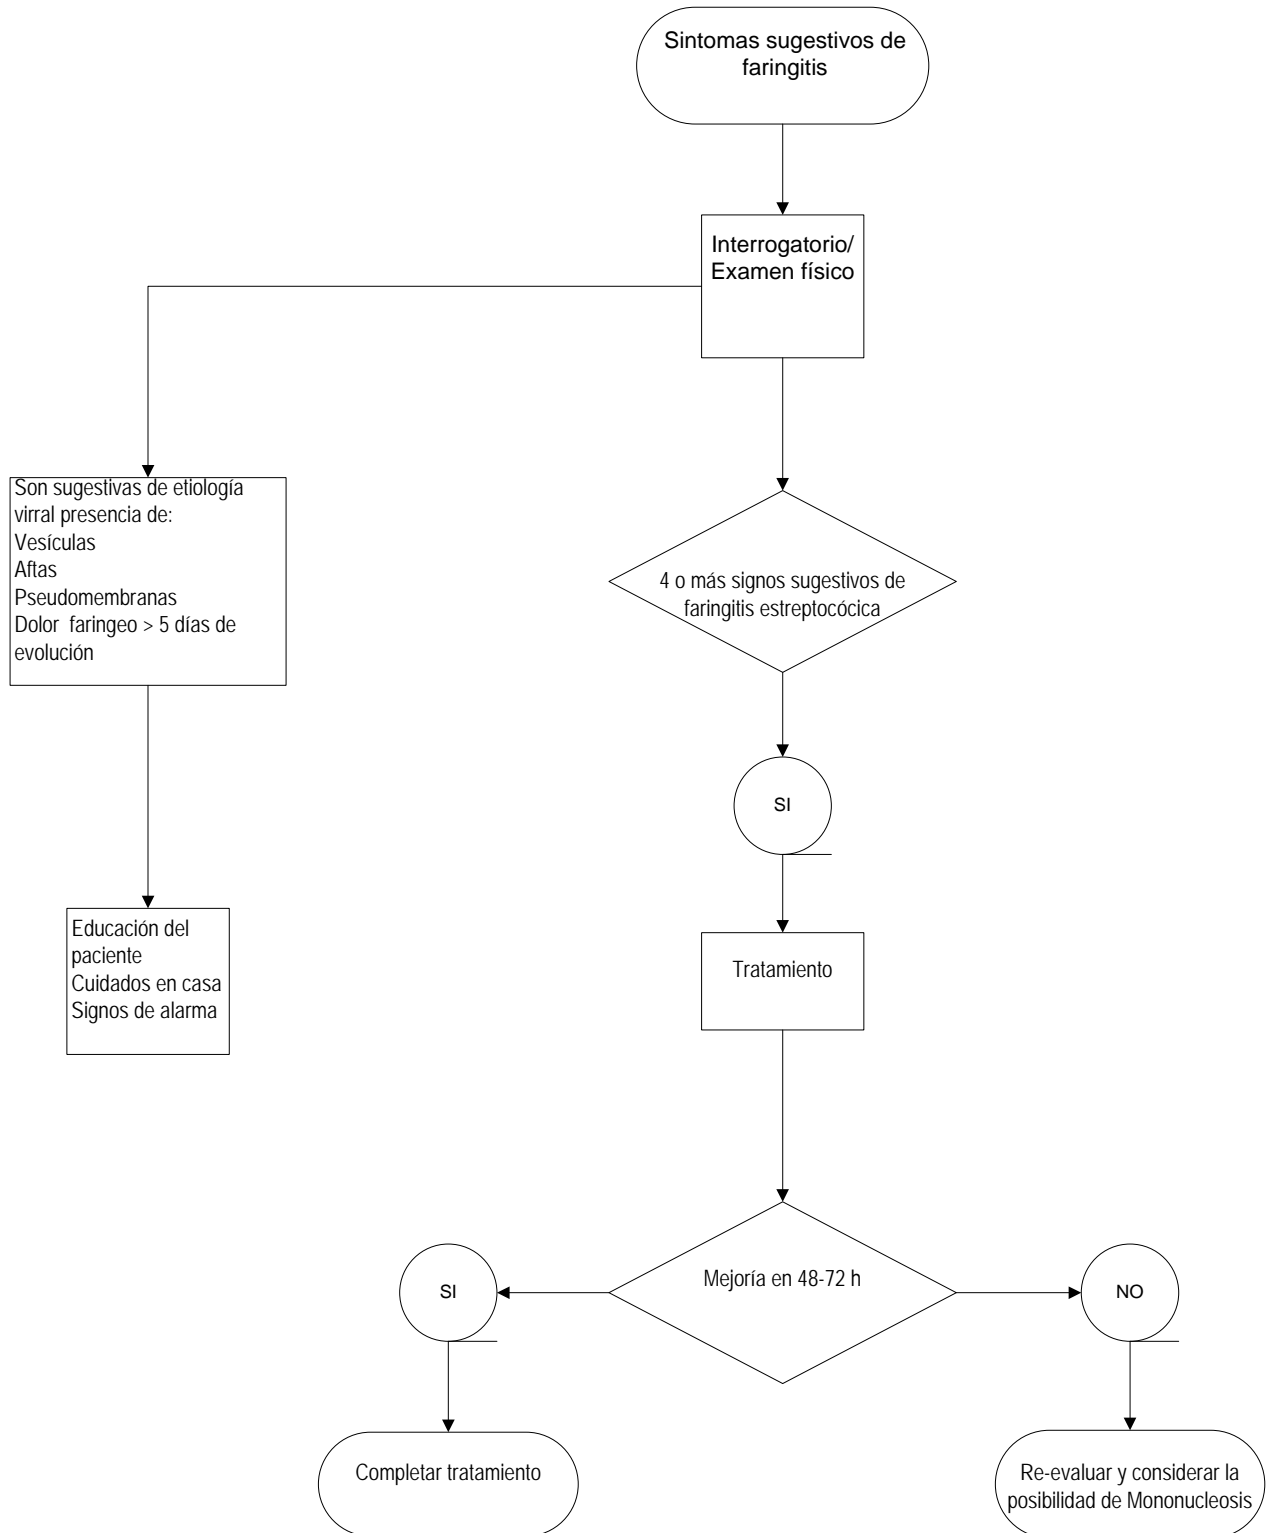 Sintomas sugestivos de
faringitis
Interrogatorio/
Examen físico
Son sugestivas de etiología
virral presencia de:
Vesículas
Aftas
Pseudomembranas
Dolor faringeo > 5 días de
evolución
4 o más signos sugestivos de
faringitis estreptocócica
SI
Educación del
paciente
Cuidados en casa
Signos de alarma
Tratamiento
Mejoría en 48-72 h
SI
NO
Completar tratamiento
Re-evaluar y considerar la
posibilidad de Mononucleosis